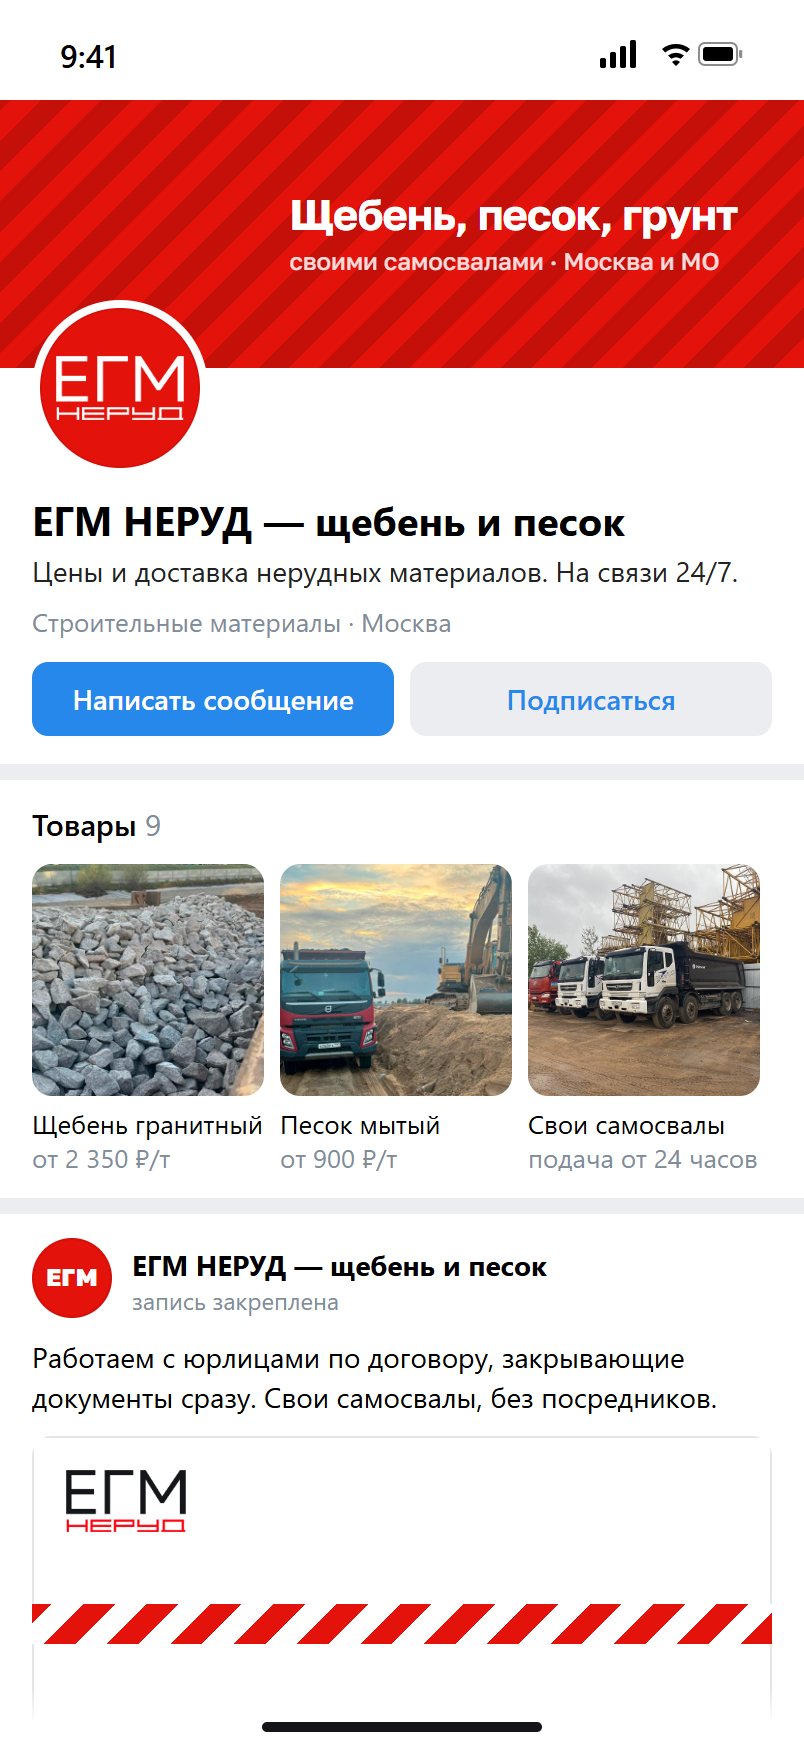 9:41
Щебень, песок, грунт
своими самосвалами · Москва и МО
ЕГМ
НЕРУД
ЕГМ НЕРУД — щебень и песок
Цены и доставка нерудных материалов. На связи 24/7.
Строительные материалы · Москва
Написать сообщение
Подписаться
Товары 9
Щебень гранитный
от 2 350 ₽/т
Песок мытый
от 900 ₽/т
Свои самосвалы
подача от 24 часов
ЕГМ
ЕГМ НЕРУД — щебень и песок
запись закреплена
Работаем с юрлицами по договору, закрывающие
документы сразу. Свои самосвалы, без посредников.
ЕГМ
НЕРУД